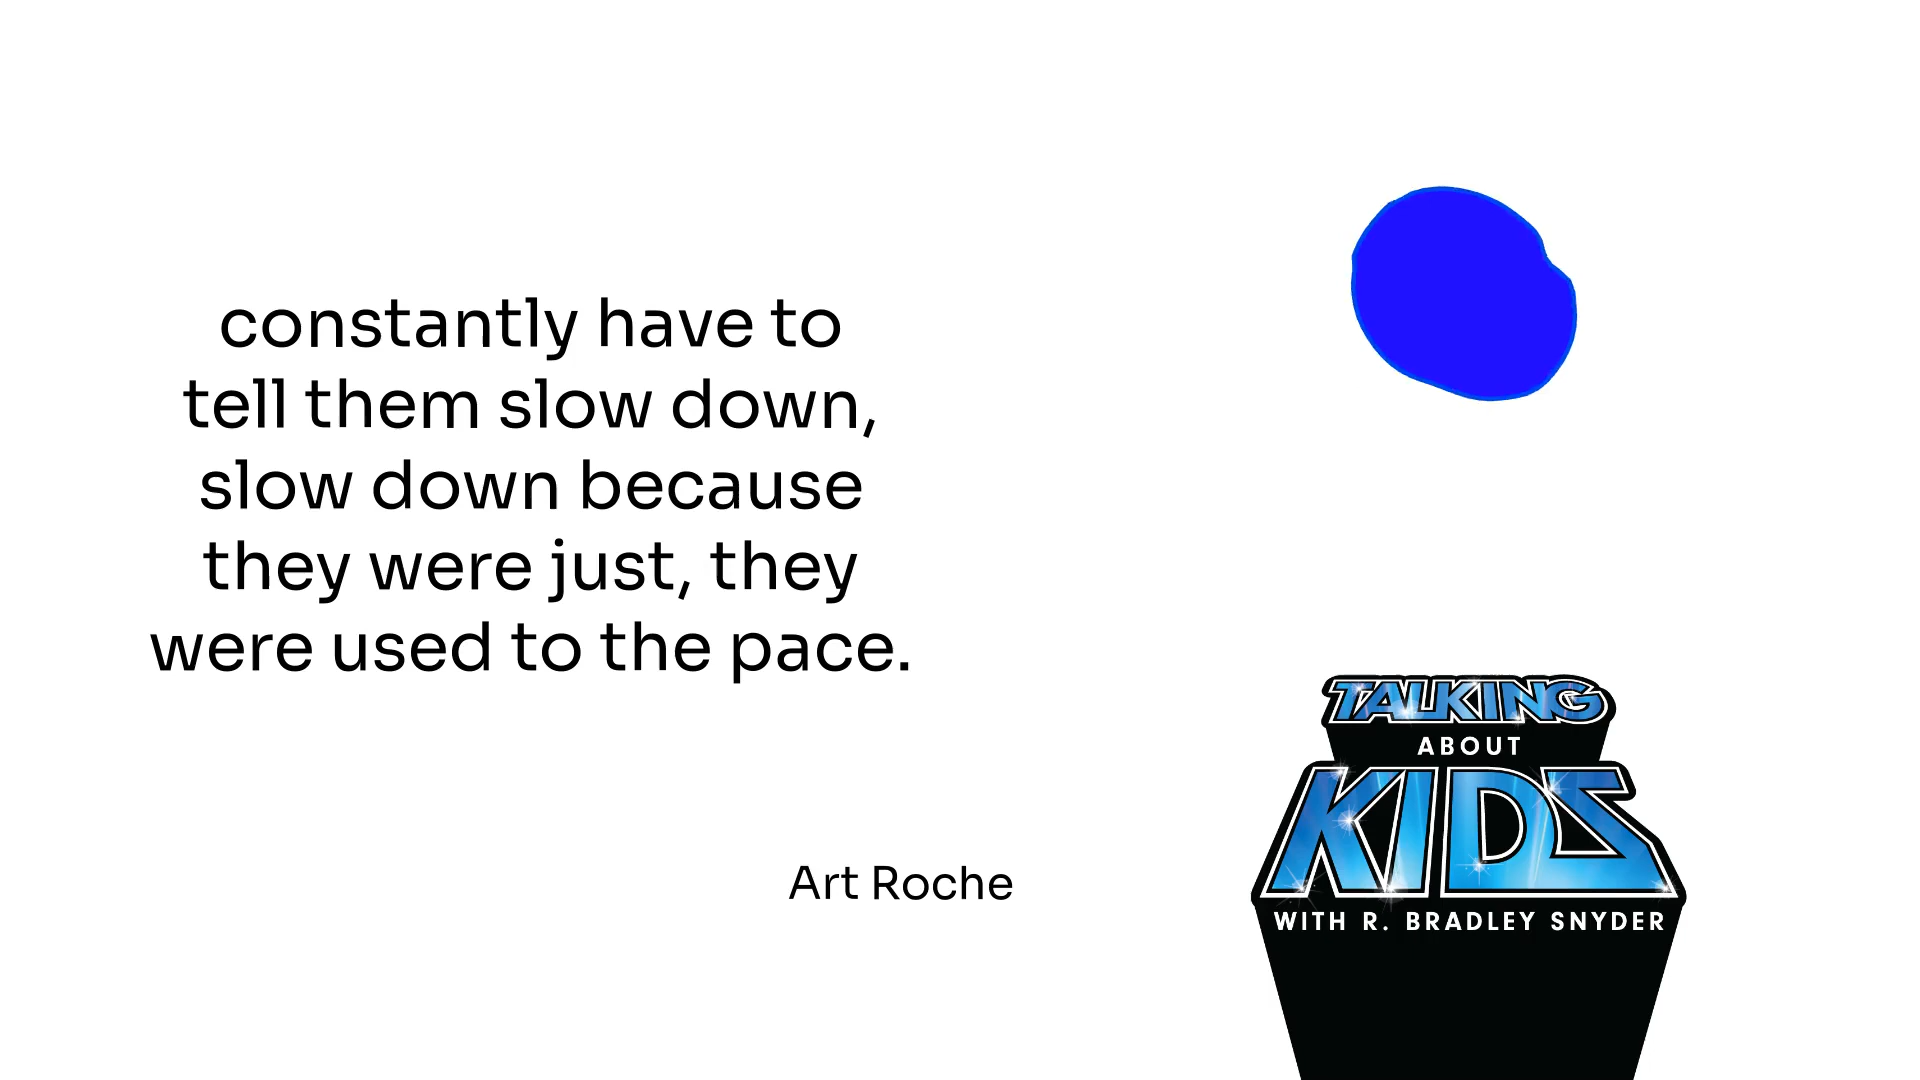 constantly have to
tell them slow down,
slow down because
they were just, they
were used to the pace.
Art Roche
TALKING
ABOUT
KIDS
WITH R. BRADLEY SNYDER